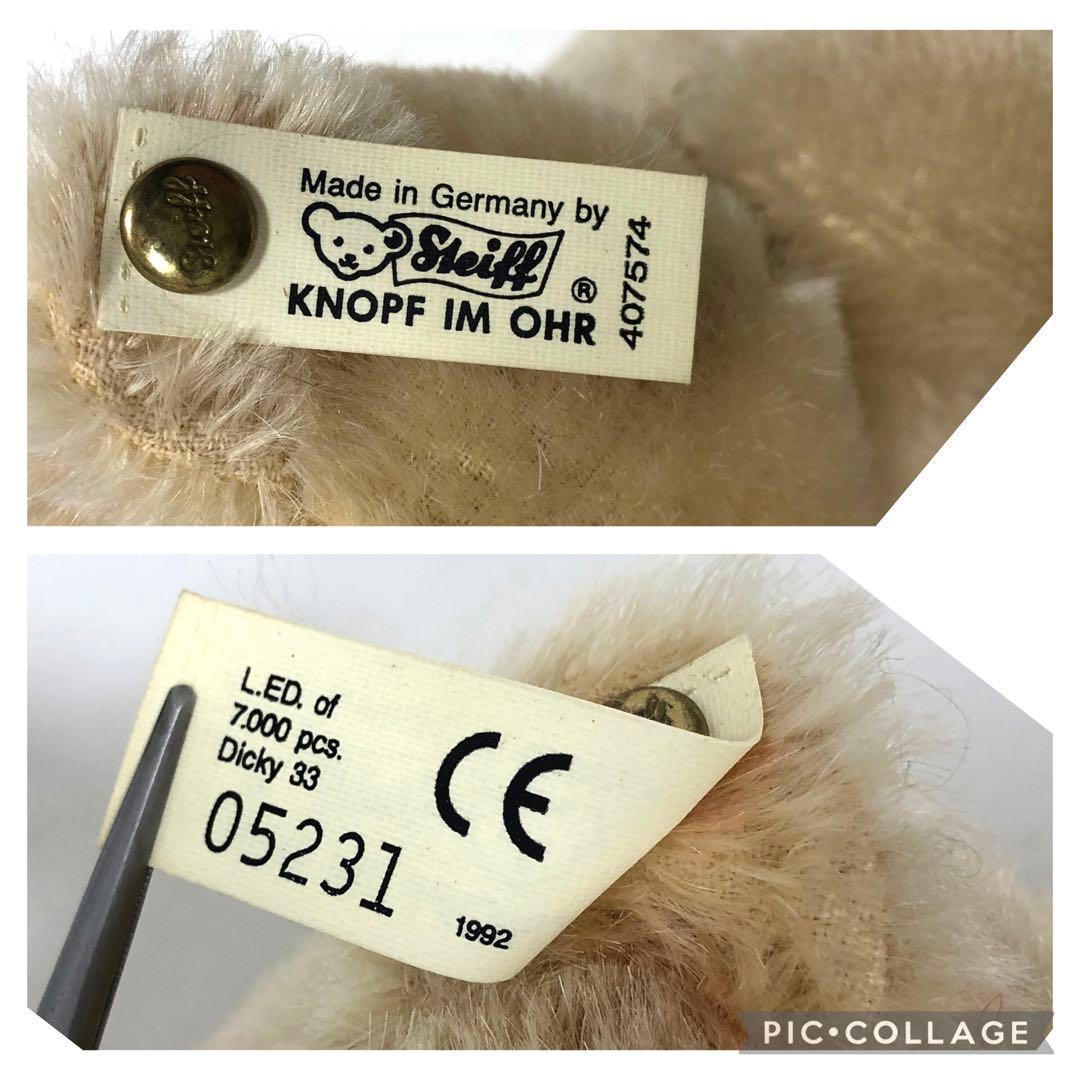 Steiff
Made in Germany by
Steiff ®
KNOPF IM OHR
407574
L.ED. of
7.000 pcs.
Dicky 33
05231
CE
1992
PIC•COLLAGE